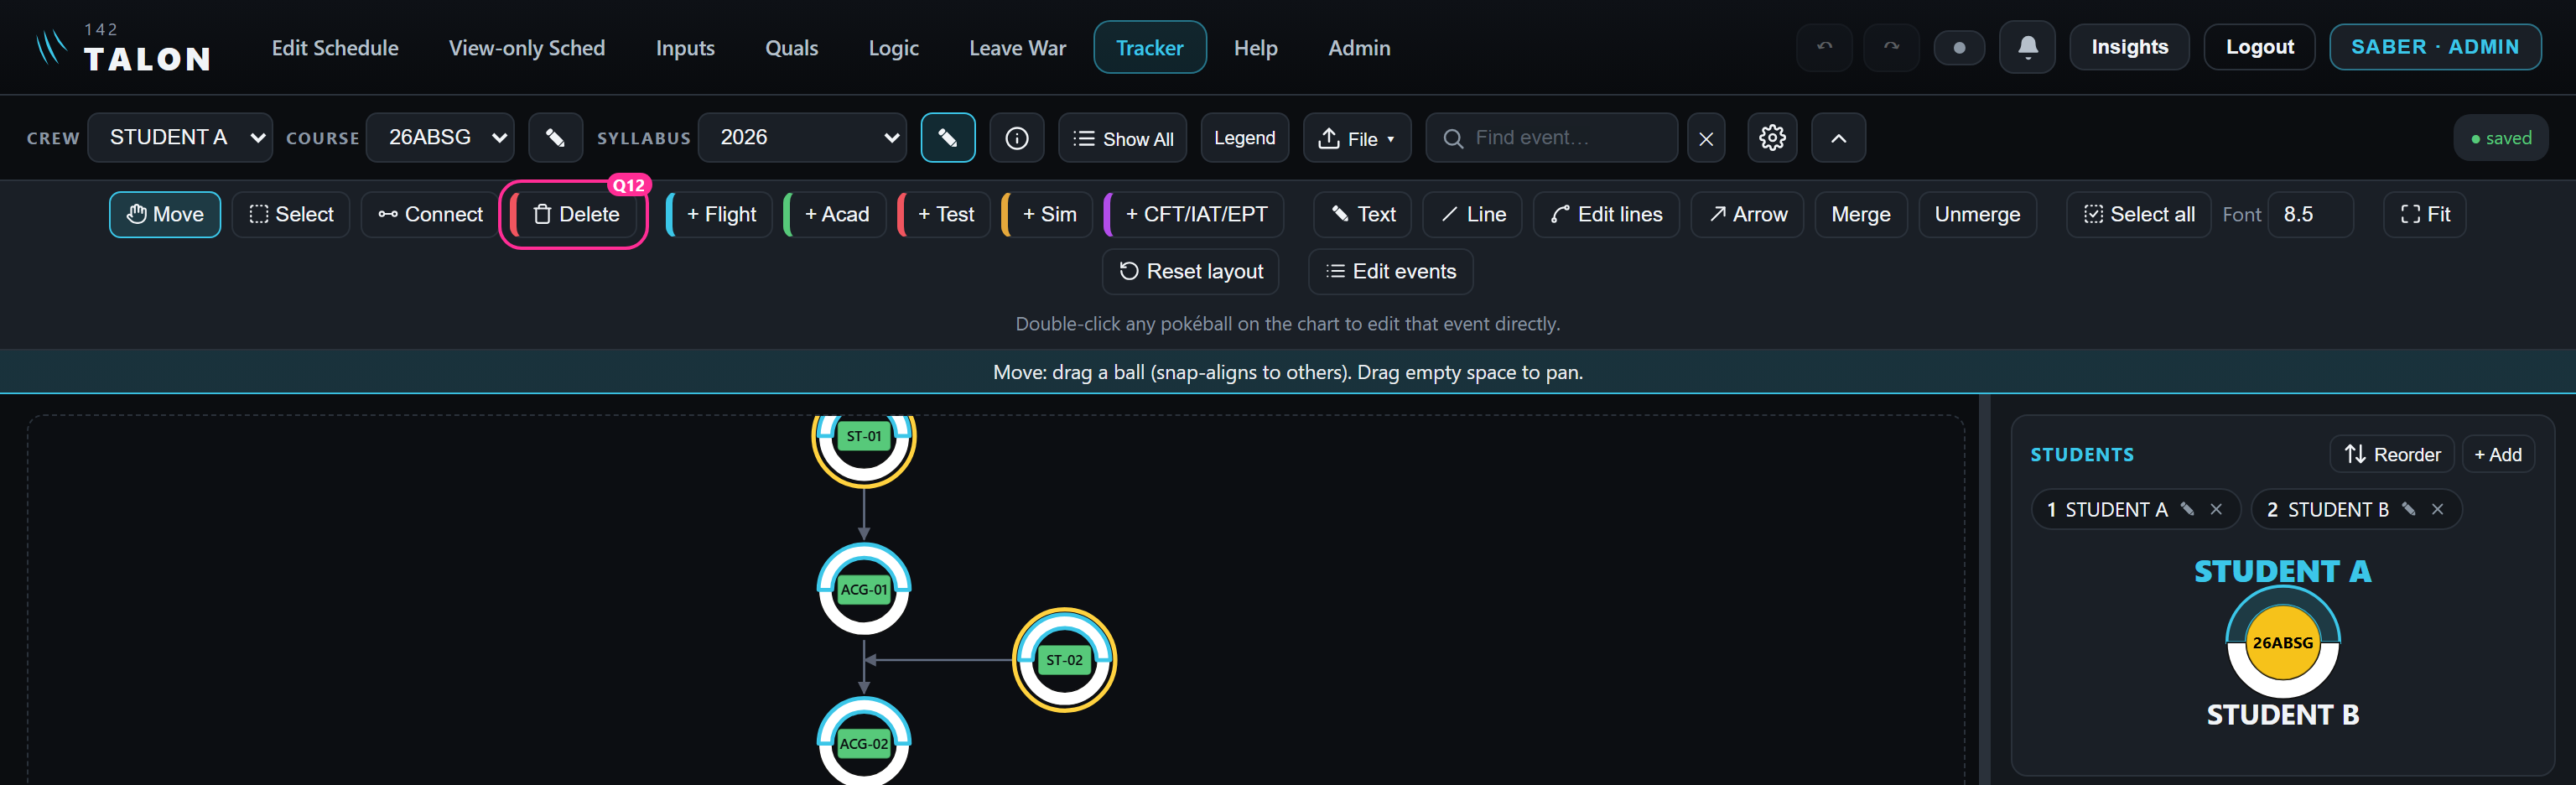 142
TALON
Edit Schedule
View-only Sched
Inputs
Quals
Logic
Leave War
Tracker
Help
Admin
Insights
Logout
SABER · ADMIN
CREW
STUDENT A
COURSE
26ABSG
SYLLABUS
2026
Show All
Legend
File
Find event...
saved
Q12
Move
Select
Connect
Delete
+ Flight
+ Acad
+ Test
+ Sim
+ CFT/IAT/EPT
Text
Line
Edit lines
Arrow
Merge
Unmerge
Select all
Font
8.5
Fit
Reset layout
Edit events
Double-click any pokéball on the chart to edit that event directly.
Move: drag a ball (snap-aligns to others). Drag empty space to pan.
ST-01
ACG-01
ST-02
ACG-02
STUDENTS
Reorder
+ Add
1 STUDENT A
2 STUDENT B
STUDENT A
26ABSG
STUDENT B